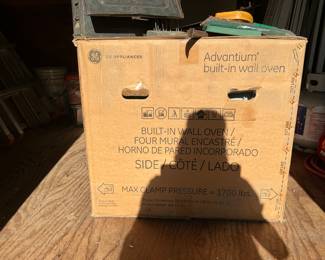 GE APPLIANCES
Advantium®
built-in wall oven
BUILT-IN WALL OVEN /
FOUR MURAL ENCASTRÉ /
HORNO DE PARED INCORPORADO
SIDE / CÔTÉ / LADO
MAX CLAMP PRESSURE = 1700 lbs.